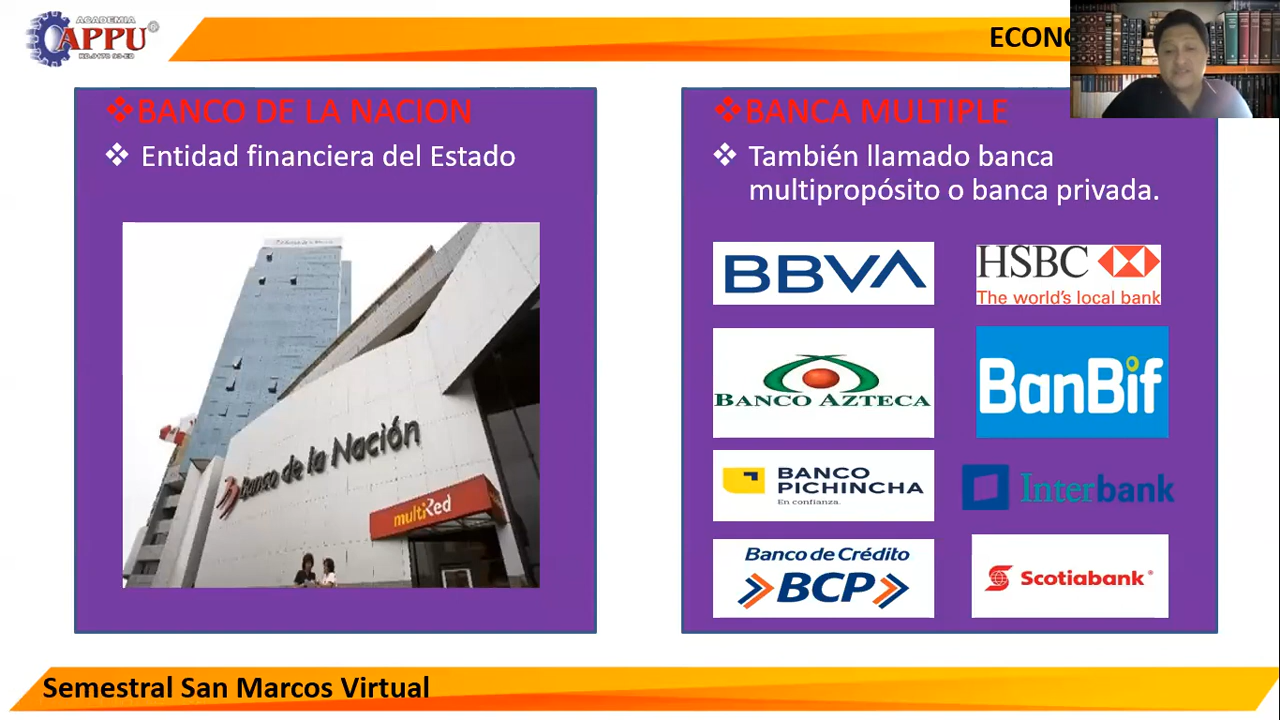 ACADEMIA
APPU
ECONO
❖BANCO DE LA NACION
❖ Entidad financiera del Estado
Banco de la Nación
multiRed
❖BANCA MULTIPLE
❖ También llamado banca
multipropósito o banca privada.
BBVA
HSBC
The world's local bank
BANCO AZTECA
BanBif
BANCO
PICHINCHA
En confianza.
Interbank
Banco de Crédito
BCP
Scotiabank
Semestral San Marcos Virtual